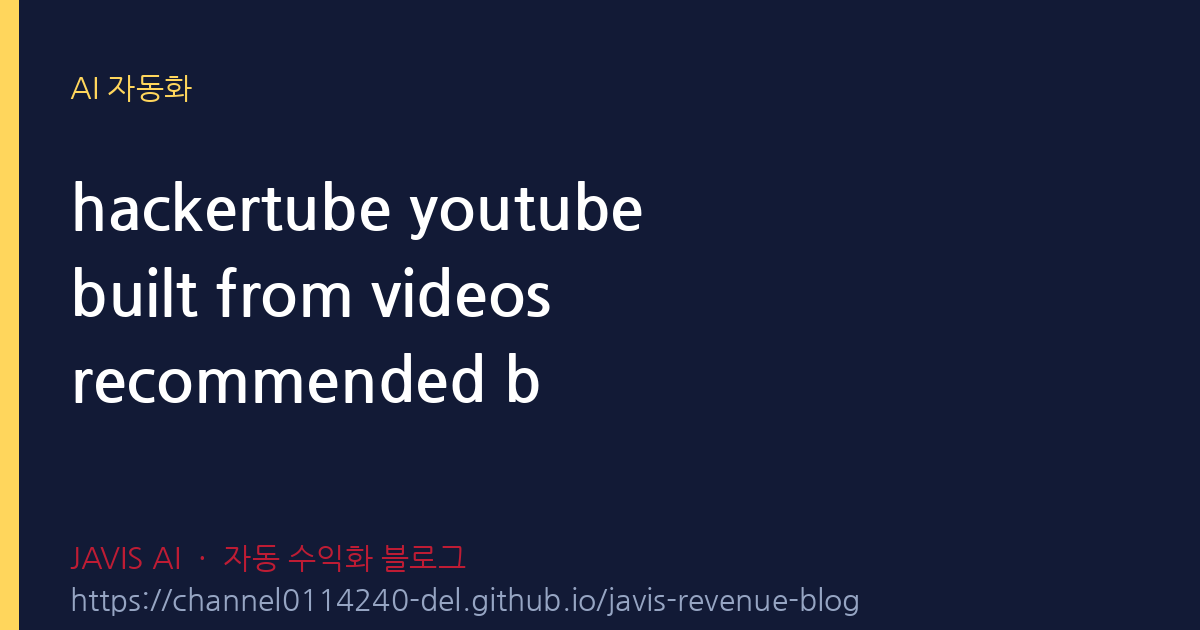 AI 자동화
hackertube youtube
built from videos
recommended b
JAVIS AI · 자동 수익화 블로그
https://channel0114240-del.github.io/javis-revenue-blog